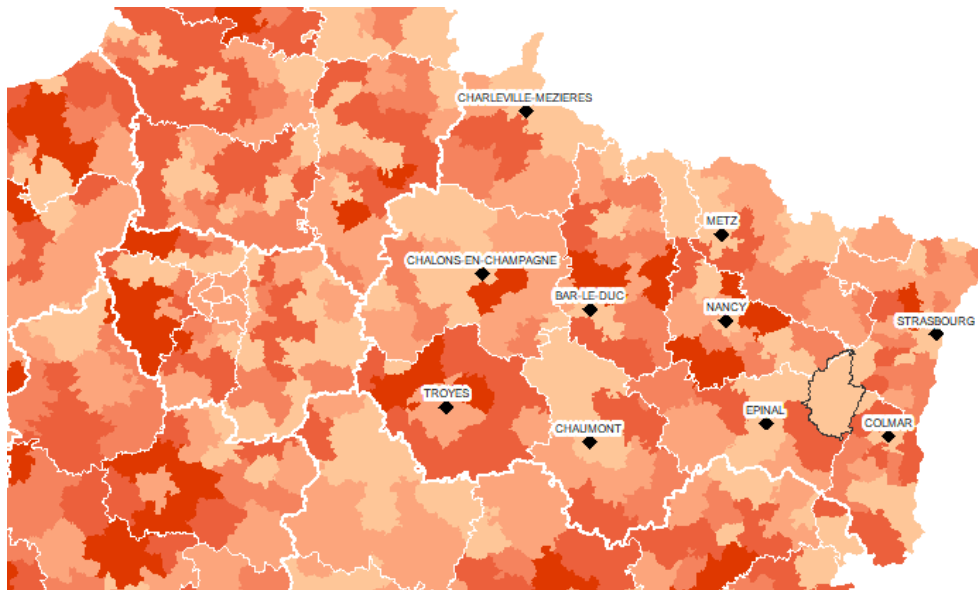 CHARLEVILLE-MEZIERES
METZ
CHALONS-EN-CHAMPAGNE
BAR-LE-DUC
NANCY
STRASBOURG
TROYES
EPINAL
CHAUMONT
COLMAR